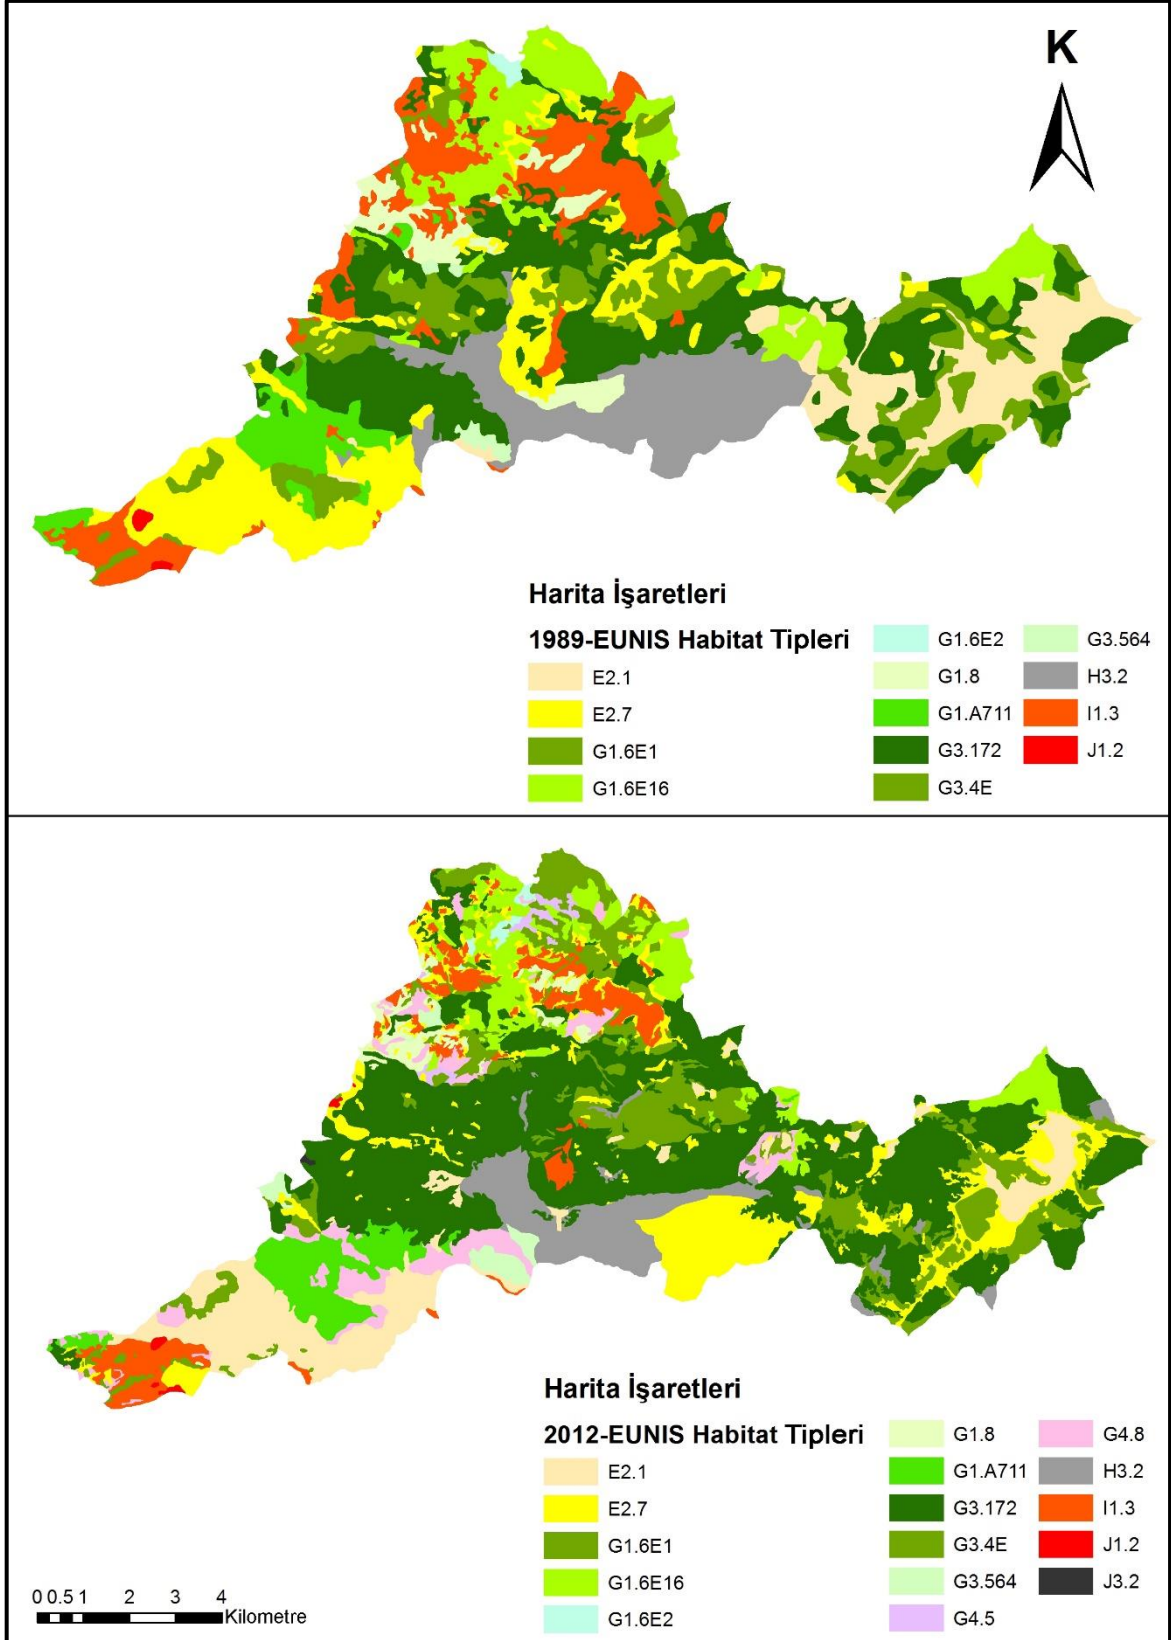 K
Harita İşaretleri
1989-EUNIS Habitat Tipleri
E2.1
E2.7
G1.6E1
G1.6E16
G1.6E2
G1.8
G1.A711
G3.172
G3.4E
G3.564
H3.2
I1.3
J1.2
Harita İşaretleri
2012-EUNIS Habitat Tipleri
E2.1
E2.7
G1.6E1
G1.6E16
G1.6E2
G1.8
G1.A711
G3.172
G3.4E
G3.564
G4.5
G4.8
H3.2
I1.3
J1.2
J3.2
0 0.5 1 2 3 4
Kilometre